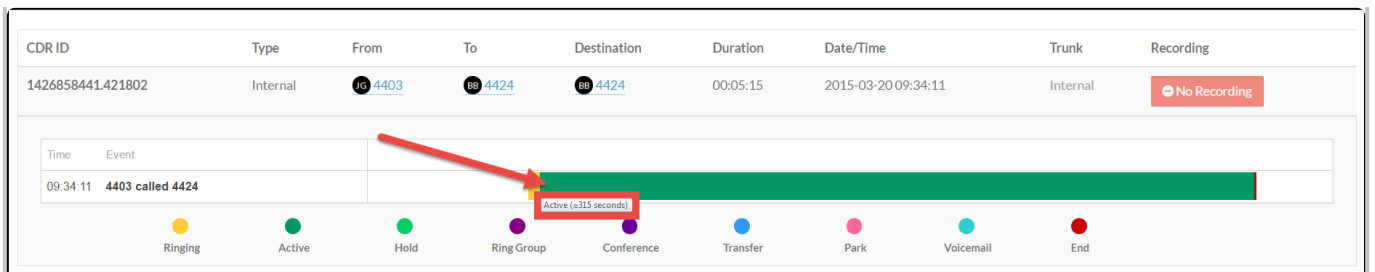 CDR ID Type From To Destination Duration Date/Time Trunk Recording
1426858441.421802 Internal JG 4403 BB 4424 BB 4424 00:05:15 2015-03-20 09:34:11 Internal No Recording
Time Event
09:34:11 4403 called 4424
Active (≈315 seconds)
Ringing Active Hold Ring Group Conference Transfer Park Voicemail End